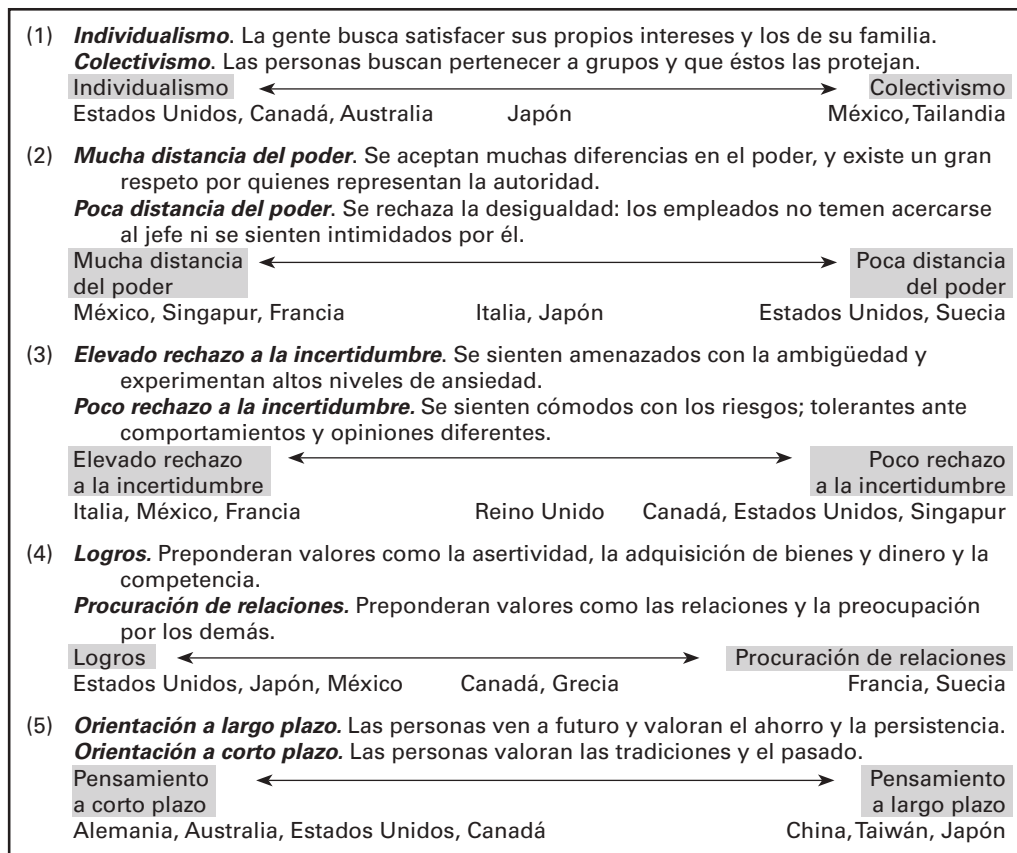 (1) Individualismo. La gente busca satisfacer sus propios intereses y los de su familia.
Colectivismo. Las personas buscan pertenecer a grupos y que éstos las protejan.
Individualismo Colectivismo
Estados Unidos, Canadá, Australia Japón México, Tailandia
(2) Mucha distancia del poder. Se aceptan muchas diferencias en el poder, y existe un gran
respeto por quienes representan la autoridad.
Poca distancia del poder. Se rechaza la desigualdad: los empleados no temen acercarse
al jefe ni se sienten intimidados por él.
Mucha distancia Poca distancia
del poder del poder
México, Singapur, Francia Italia, Japón Estados Unidos, Suecia
(3) Elevado rechazo a la incertidumbre. Se sienten amenazados con la ambigüedad y
experimentan altos niveles de ansiedad.
Poco rechazo a la incertidumbre. Se sienten cómodos con los riesgos; tolerantes ante
comportamientos y opiniones diferentes.
Elevado rechazo Poco rechazo
a la incertidumbre a la incertidumbre
Italia, México, Francia Reino Unido Canadá, Estados Unidos, Singapur
(4) Logros. Preponderan valores como la asertividad, la adquisición de bienes y dinero y la
competencia.
Procuración de relaciones. Preponderan valores como las relaciones y la preocupación
por los demás.
Logros Procuración de relaciones
Estados Unidos, Japón, México Canadá, Grecia Francia, Suecia
(5) Orientación a largo plazo. Las personas ven a futuro y valoran el ahorro y la persistencia.
Orientación a corto plazo. Las personas valoran las tradiciones y el pasado.
Pensamiento Pensamiento
a corto plazo a largo plazo
Alemania, Australia, Estados Unidos, Canadá China, Taiwán, Japón